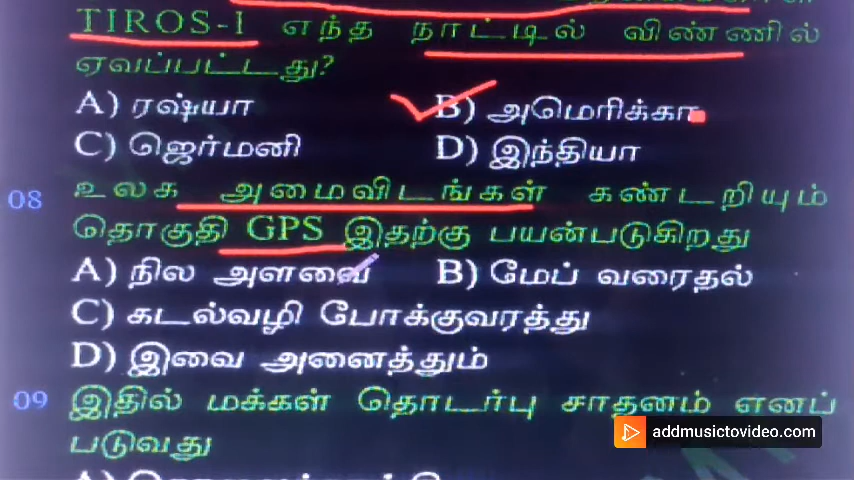 TIROS-1 எந்த நாட்டில் விண்ணில்
ஏவப்பட்டது?
A) ரஷ்யா B) அமெரிக்கா
C) ஜெர்மனி D) இந்தியா
08 உலக அமைவிடங்கள் கண்டறியும்
தொகுதி GPS இதற்கு பயன்படுகிறது
A) நில அளவை B) மேப் வரைதல்
C) கடல்வழி போக்குவரத்து
D) இவை அனைத்தும்
09 இதில் மக்கள் தொடர்பு சாதனம் எனப்
படுவது
addmusictovideo.com